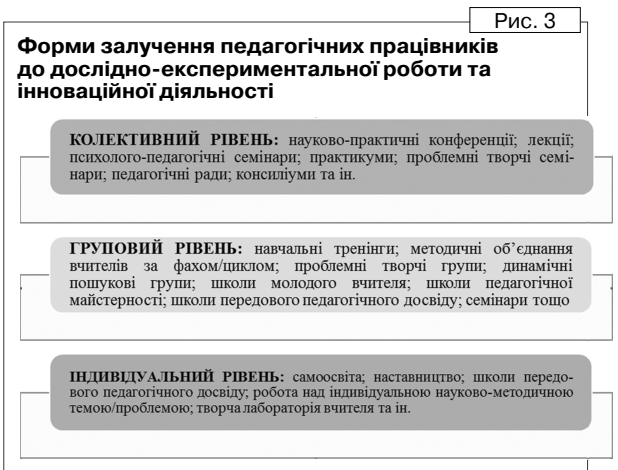 Рис. 3
Форми залучення педагогічних працівників
до дослідно-експериментальної роботи та
інноваційної діяльності
КОЛЕКТИВНИЙ РІВЕНЬ: науково-практичні конференції; лекції;
психолого-педагогічні семінари; практикуми; проблемні творчі семі-
нари; педагогічні ради; консиліуми та ін.
ГРУПОВИЙ РІВЕНЬ: навчальні тренінги; методичні об’єднання
вчителів за фахом/циклом; проблемні творчі групи; динамічні
пошукові групи; школи молодого вчителя; школи педагогічної
майстерності; школи передового педагогічного досвіду; семінари тощо
ІНДИВІДУАЛЬНИЙ РІВЕНЬ: самоосвіта; наставництво; школи передо-
вого педагогічного досвіду; робота над індивідуальною науково-методичною
темою/проблемою; творча лабораторія вчителя та ін.